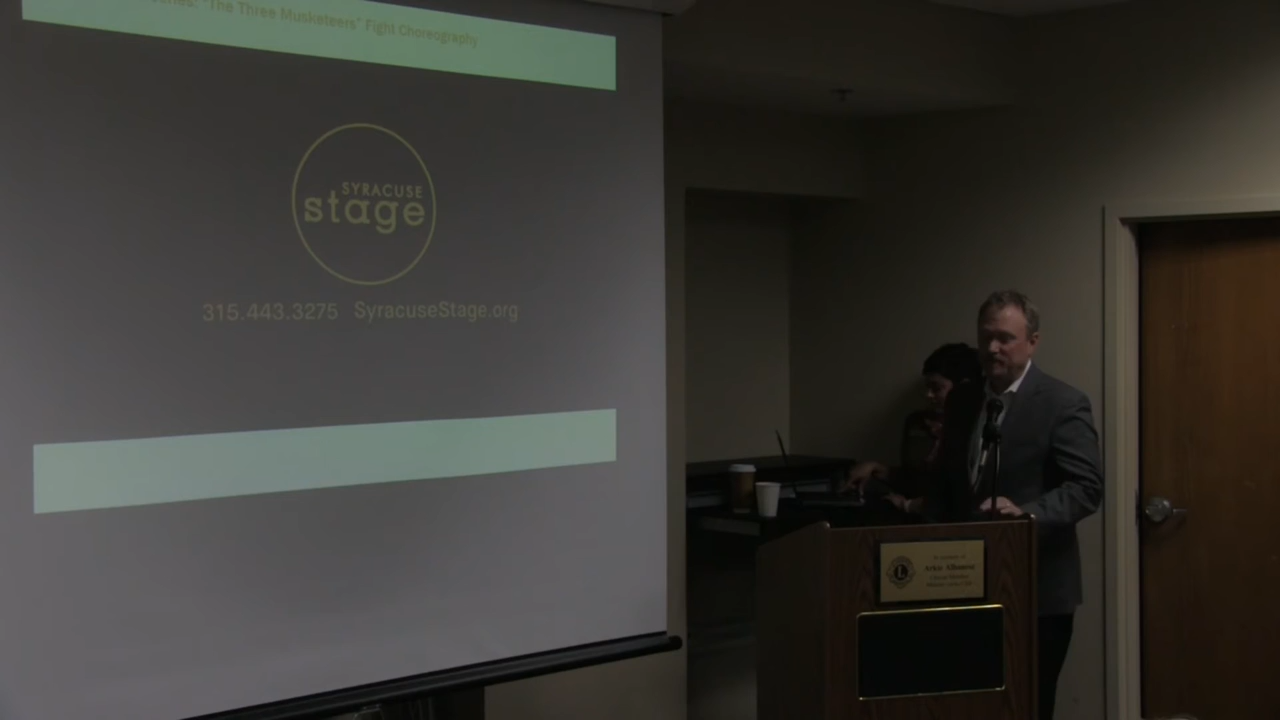 "The Three Musketeers" Fight Choreography
SYRACUSE
stage
315.443.3275 SyracuseStage.org